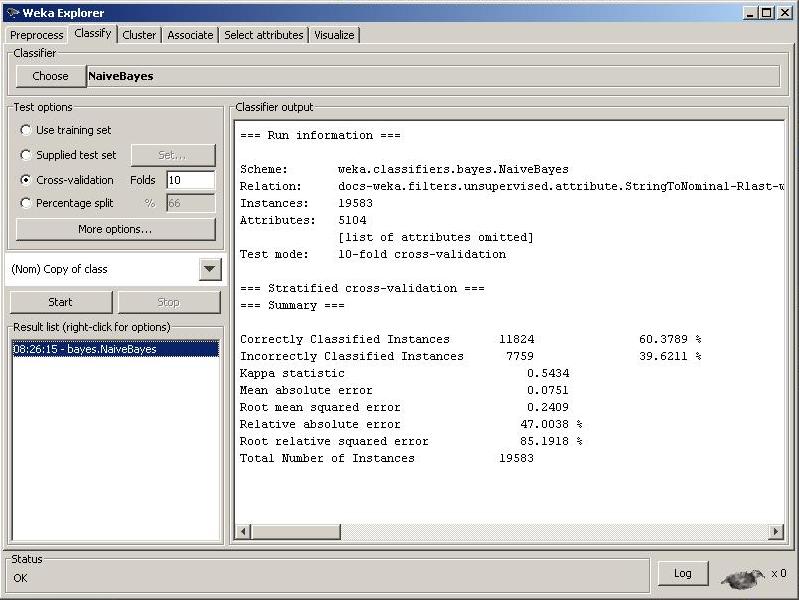 Weka Explorer
Preprocess Classify Cluster Associate Select attributes Visualize
Classifier
Choose NaiveBayes
Test options
Use training set
Supplied test set Set...
Cross-validation Folds 10
Percentage split % 66
More options...
(Nom) Copy of class
Start Stop
Result list (right-click for options)
08:26:15 - bayes.NaiveBayes
Classifier output
=== Run information ===
Scheme: weka.classifiers.bayes.NaiveBayes
Relation: docs-weka.filters.unsupervised.attribute.StringToNominal-Rlast-w
Instances: 19583
Attributes: 5104
[list of attributes omitted]
Test mode: 10-fold cross-validation
=== Stratified cross-validation ===
=== Summary ===
Correctly Classified Instances 11824 60.3789 %
Incorrectly Classified Instances 7759 39.6211 %
Kappa statistic 0.5434
Mean absolute error 0.0751
Root mean squared error 0.2409
Relative absolute error 47.0038 %
Root relative squared error 85.1918 %
Total Number of Instances 19583
Status
OK
Log
x 0